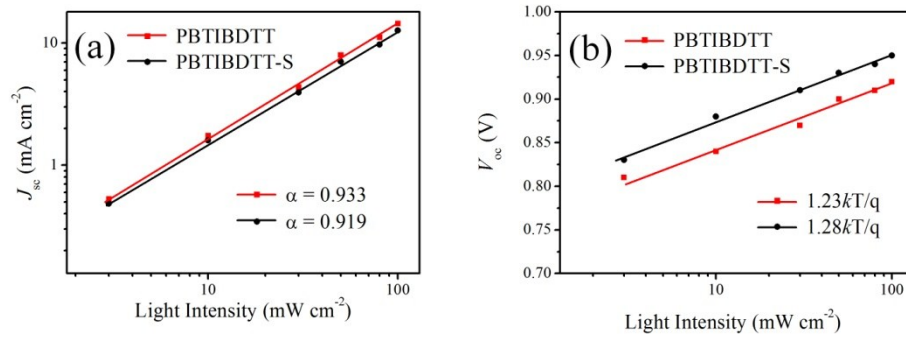 (a)
PBTIBDTT
PBTIBDTT-S
10
1
J_sc (mA cm⁻²)
α = 0.933
α = 0.919
10
100
Light Intensity (mW cm⁻²)
(b)
PBTIBDTT
PBTIBDTT-S
1.00
0.95
0.90
0.85
0.80
0.75
0.70
V_oc (V)
1.23kT/q
1.28kT/q
10
100
Light Intensity (mW cm⁻²)